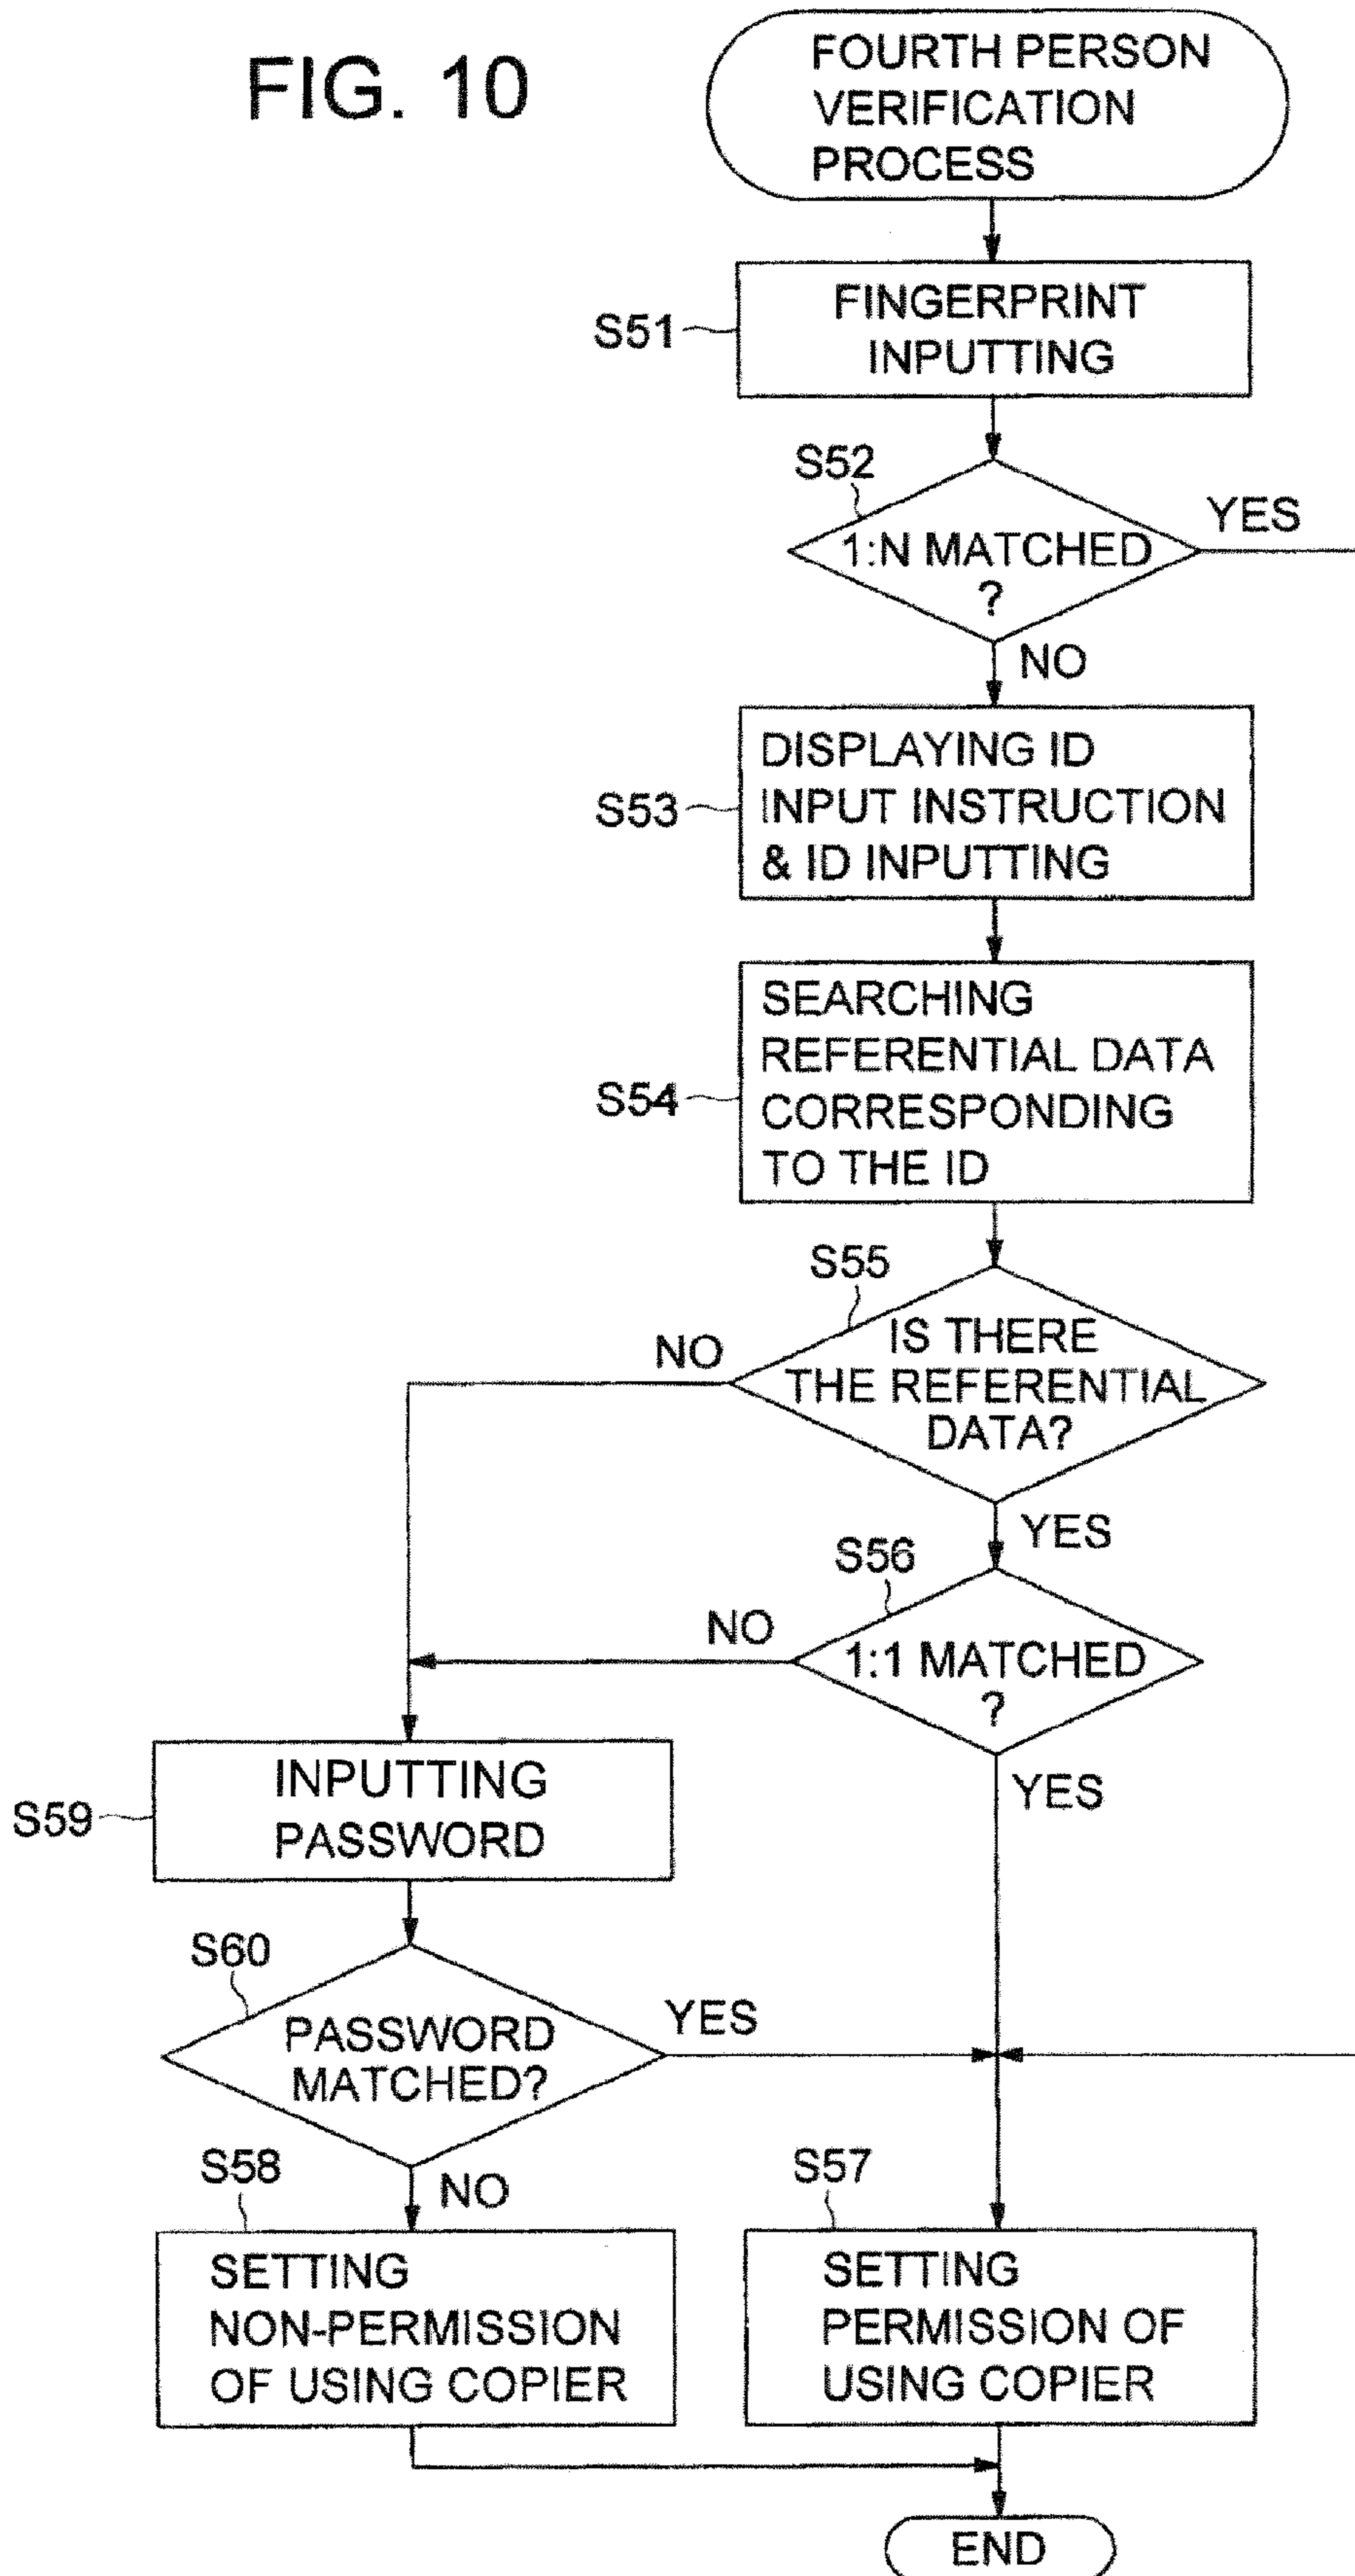 FIG. 10
FOURTH PERSON
VERIFICATION
PROCESS
S51
FINGERPRINT
INPUTTING
S52
YES
1:N MATCHED
?
NO
S53
DISPLAYING ID
INPUT INSTRUCTION
& ID INPUTTING
S54
SEARCHING
REFERENTIAL DATA
CORRESPONDING
TO THE ID
S55
NO
IS THERE
THE REFERENTIAL
DATA?
YES
S56
NO
1:1 MATCHED
?
YES
S59
INPUTTING
PASSWORD
S60
YES
PASSWORD
MATCHED?
NO
S58
SETTING
NON-PERMISSION
OF USING COPIER
S57
SETTING
PERMISSION OF
USING COPIER
END